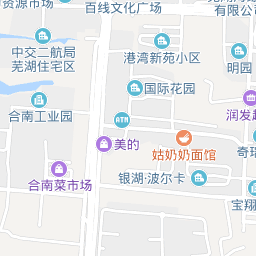 资源市场
百线文化广场
有限公司
中交二航局
芜湖住宅区
港湾新苑小区
明园
国际花园
合南工业园
润发超
ATM
美的
姑奶奶面馆
奇瑞
合南菜市场
银湖·波尔卡
宝翔